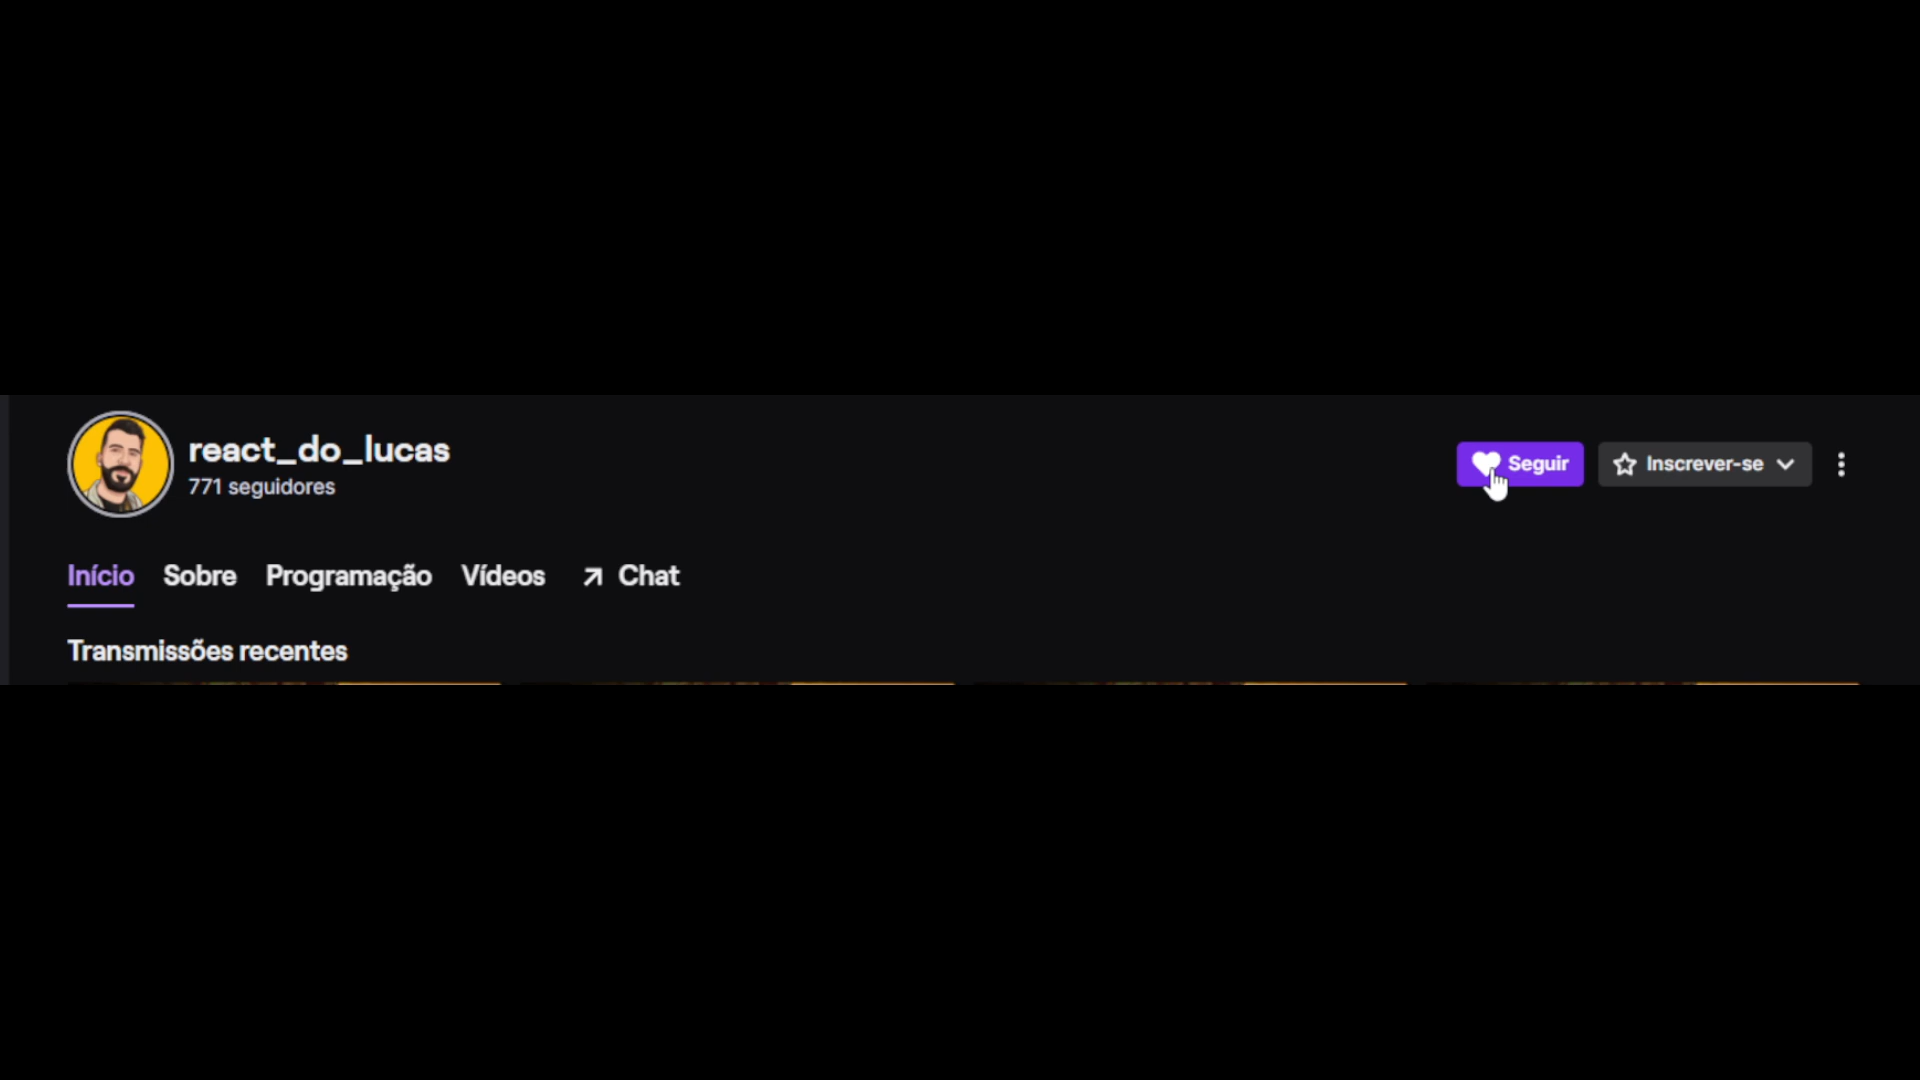 react_do_lucas
771 seguidores
Seguir
Inscrever-se
Início Sobre Programação Vídeos Chat
Transmissões recentes